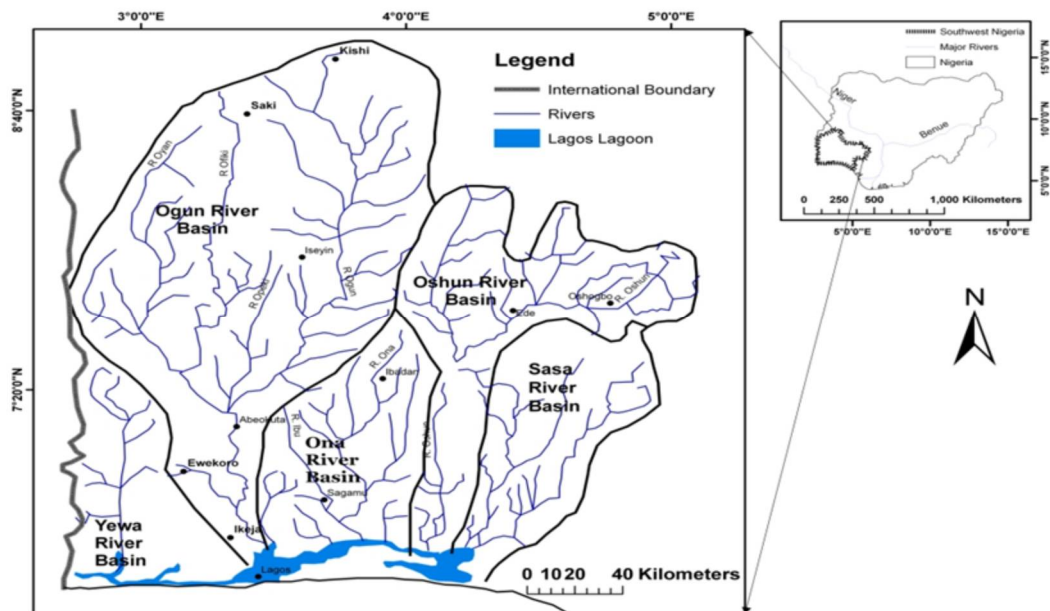 3°0'0"E
4°0'0"E
5°0'0"E
8°40'0"N
7°20'0"N
Kishi
Saki
R Oyan
R Ofiki
Ogun River
Basin
Iseyin
R. Ogun
Oshun River
Basin
Oshogbo
R. Oshun
Ede
R. Ona
Ibadan
Sasa
River
Basin
Abeokuta
R. Ibu
Ona
River
Basin
Ewekoro
Sagamu
Yewa
River
Basin
Ikeja
Lagos
Legend
International Boundary
Rivers
Lagos Lagoon
0 10 20 40 Kilometers
N
Southwest Nigeria
Major Rivers
Nigeria
Niger
Benue
0 250 500 1,000 Kilometers
5°0'0"E
10°0'0"E
15°0'0"E
15°0'0"N
10°0'0"N
5°0'0"N